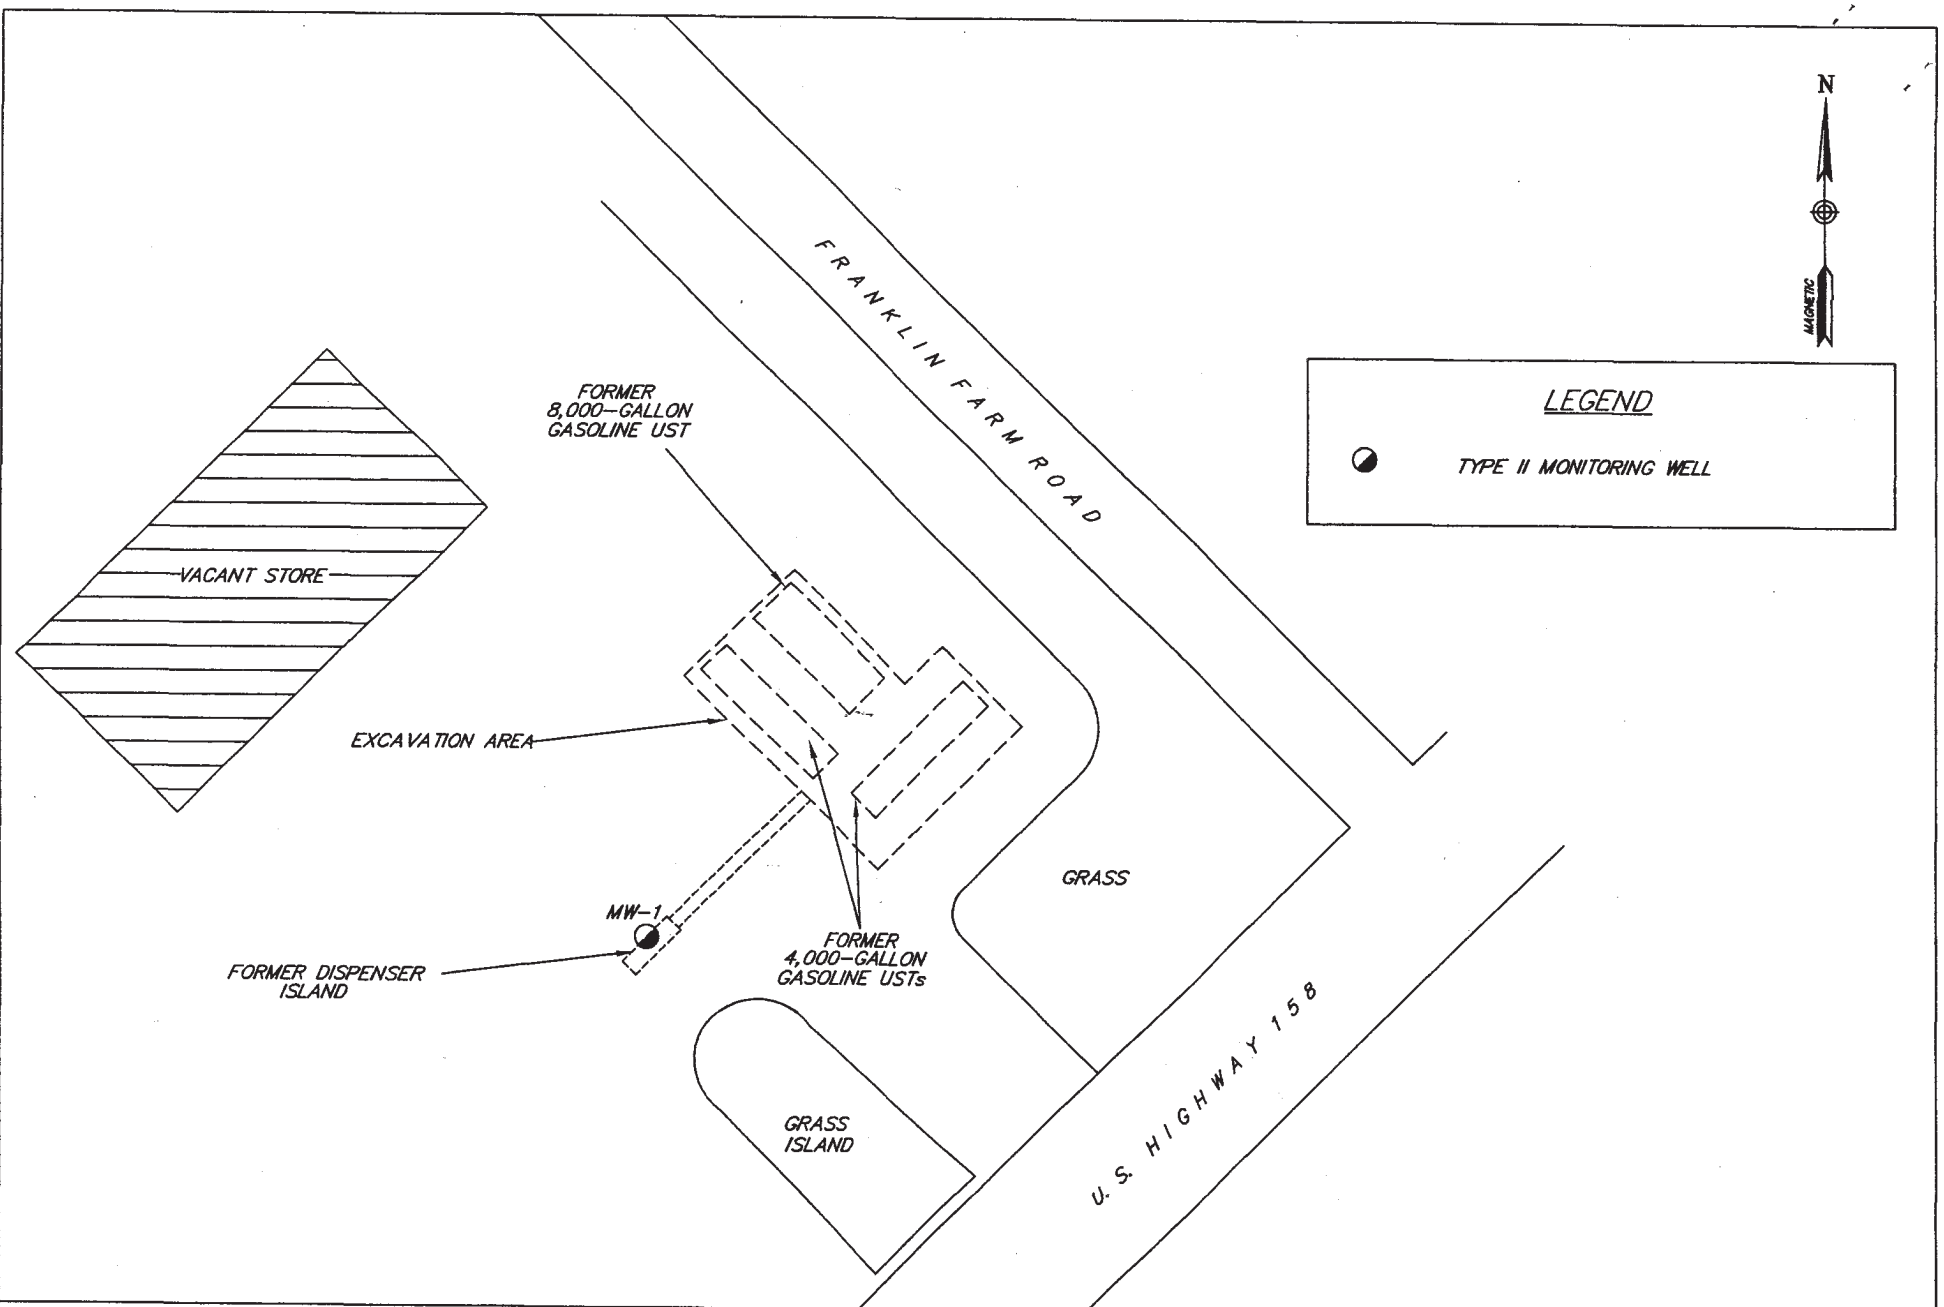 N
MAGNETIC
FRANKLIN FARM ROAD
LEGEND
TYPE II MONITORING WELL
FORMER
8,000-GALLON
GASOLINE UST
VACANT STORE
EXCAVATION AREA
GRASS
MW-1
FORMER
4,000-GALLON
GASOLINE USTs
FORMER DISPENSER
ISLAND
U.S. HIGHWAY 158
GRASS
ISLAND